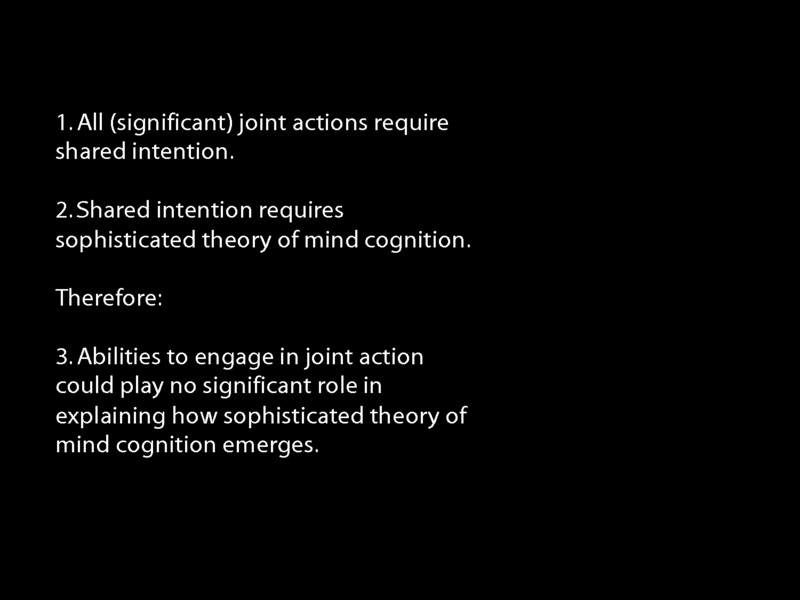 1. All (significant) joint actions require
shared intention.
2. Shared intention requires
sophisticated theory of mind cognition.
Therefore:
3. Abilities to engage in joint action
could play no significant role in
explaining how sophisticated theory of
mind cognition emerges.